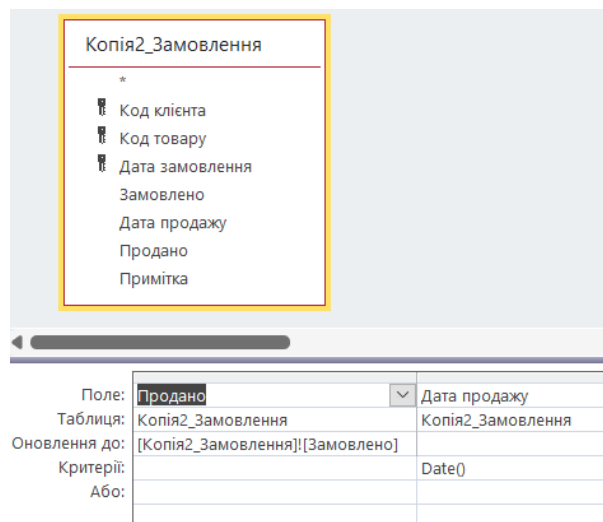 Копія2_Замовлення
*
Код клієнта
Код товару
Дата замовлення
Замовлено
Дата продажу
Продано
Примітка
Поле: Продано Дата продажу
Таблиця: Копія2_Замовлення Копія2_Замовлення
Оновлення до: [Копія2_Замовлення]![Замовлено]
Критерії: Date()
Або: